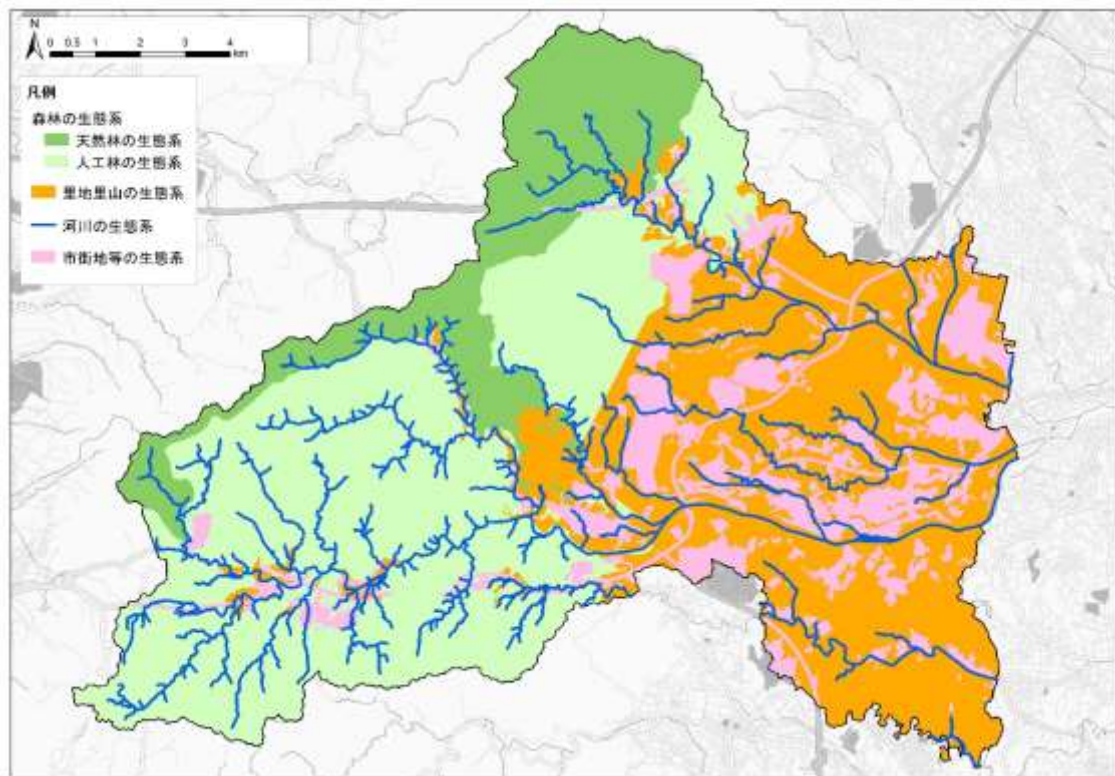 N
0 0.5 1 2 3 4
km
凡例
森林の生態系
天然林の生態系
人工林の生態系
里地里山の生態系
河川の生態系
市街地等の生態系